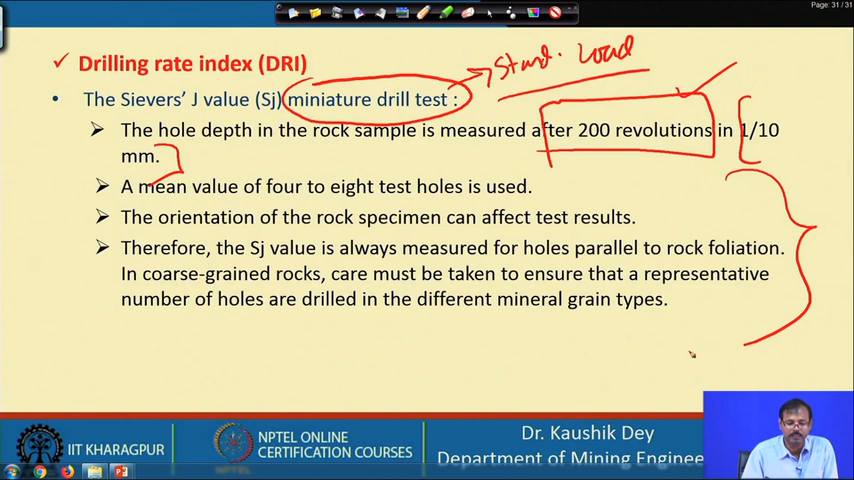 Page: 31 / 31
✓ Drilling rate index (DRI)
Stand. Load
• The Sievers' J value (Sj) miniature drill test :
➤ The hole depth in the rock sample is measured after 200 revolutions in 1/10
mm.
➤ A mean value of four to eight test holes is used.
➤ The orientation of the rock specimen can affect test results.
➤ Therefore, the Sj value is always measured for holes parallel to rock foliation.
In coarse-grained rocks, care must be taken to ensure that a representative
number of holes are drilled in the different mineral grain types.
IIT KHARAGPUR
NPTEL ONLINE
CERTIFICATION COURSES
Dr. Kaushik Dey
Department of Mining Enginee